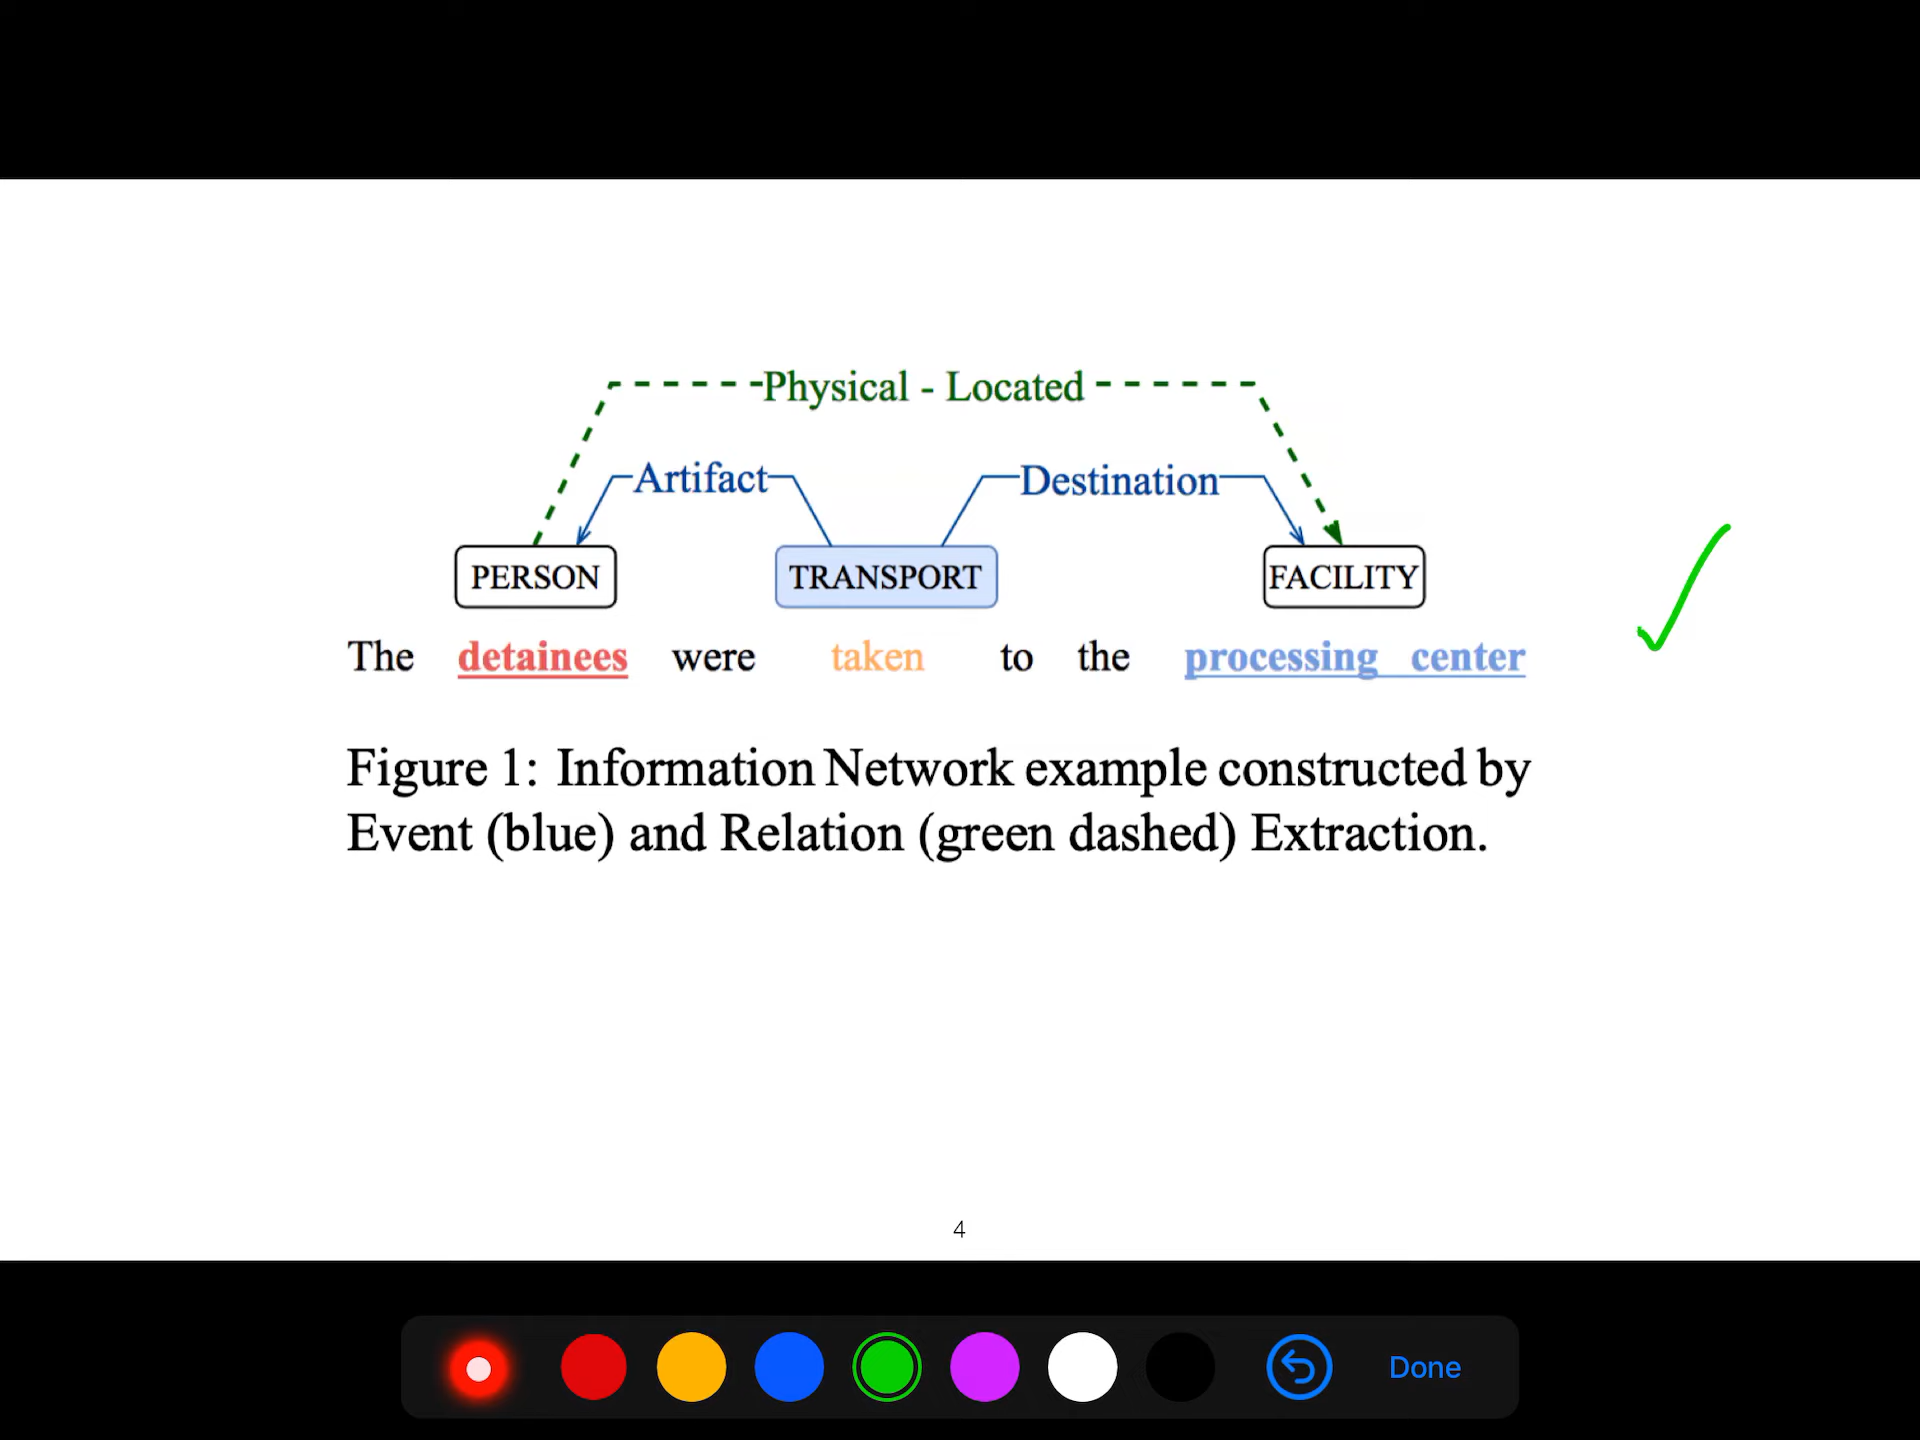 Physical - Located
Artifact Destination
PERSON TRANSPORT FACILITY
The detainees were taken to the processing center
Figure 1: Information Network example constructed by
Event (blue) and Relation (green dashed) Extraction.
4
Done